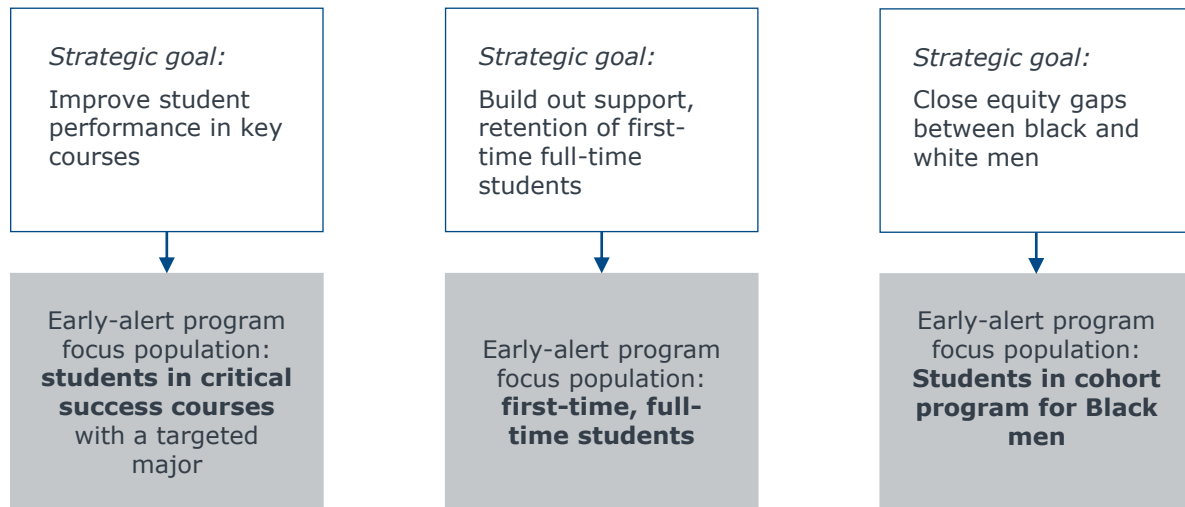 Strategic goal:
Improve student
performance in key
courses
Strategic goal:
Build out support,
retention of first-
time full-time
students
Strategic goal:
Close equity gaps
between black and
white men
Early-alert program
focus population:
students in critical
success courses
with a targeted
major
Early-alert program
focus population:
first-time, full-
time students
Early-alert program
focus population:
Students in cohort
program for Black
men